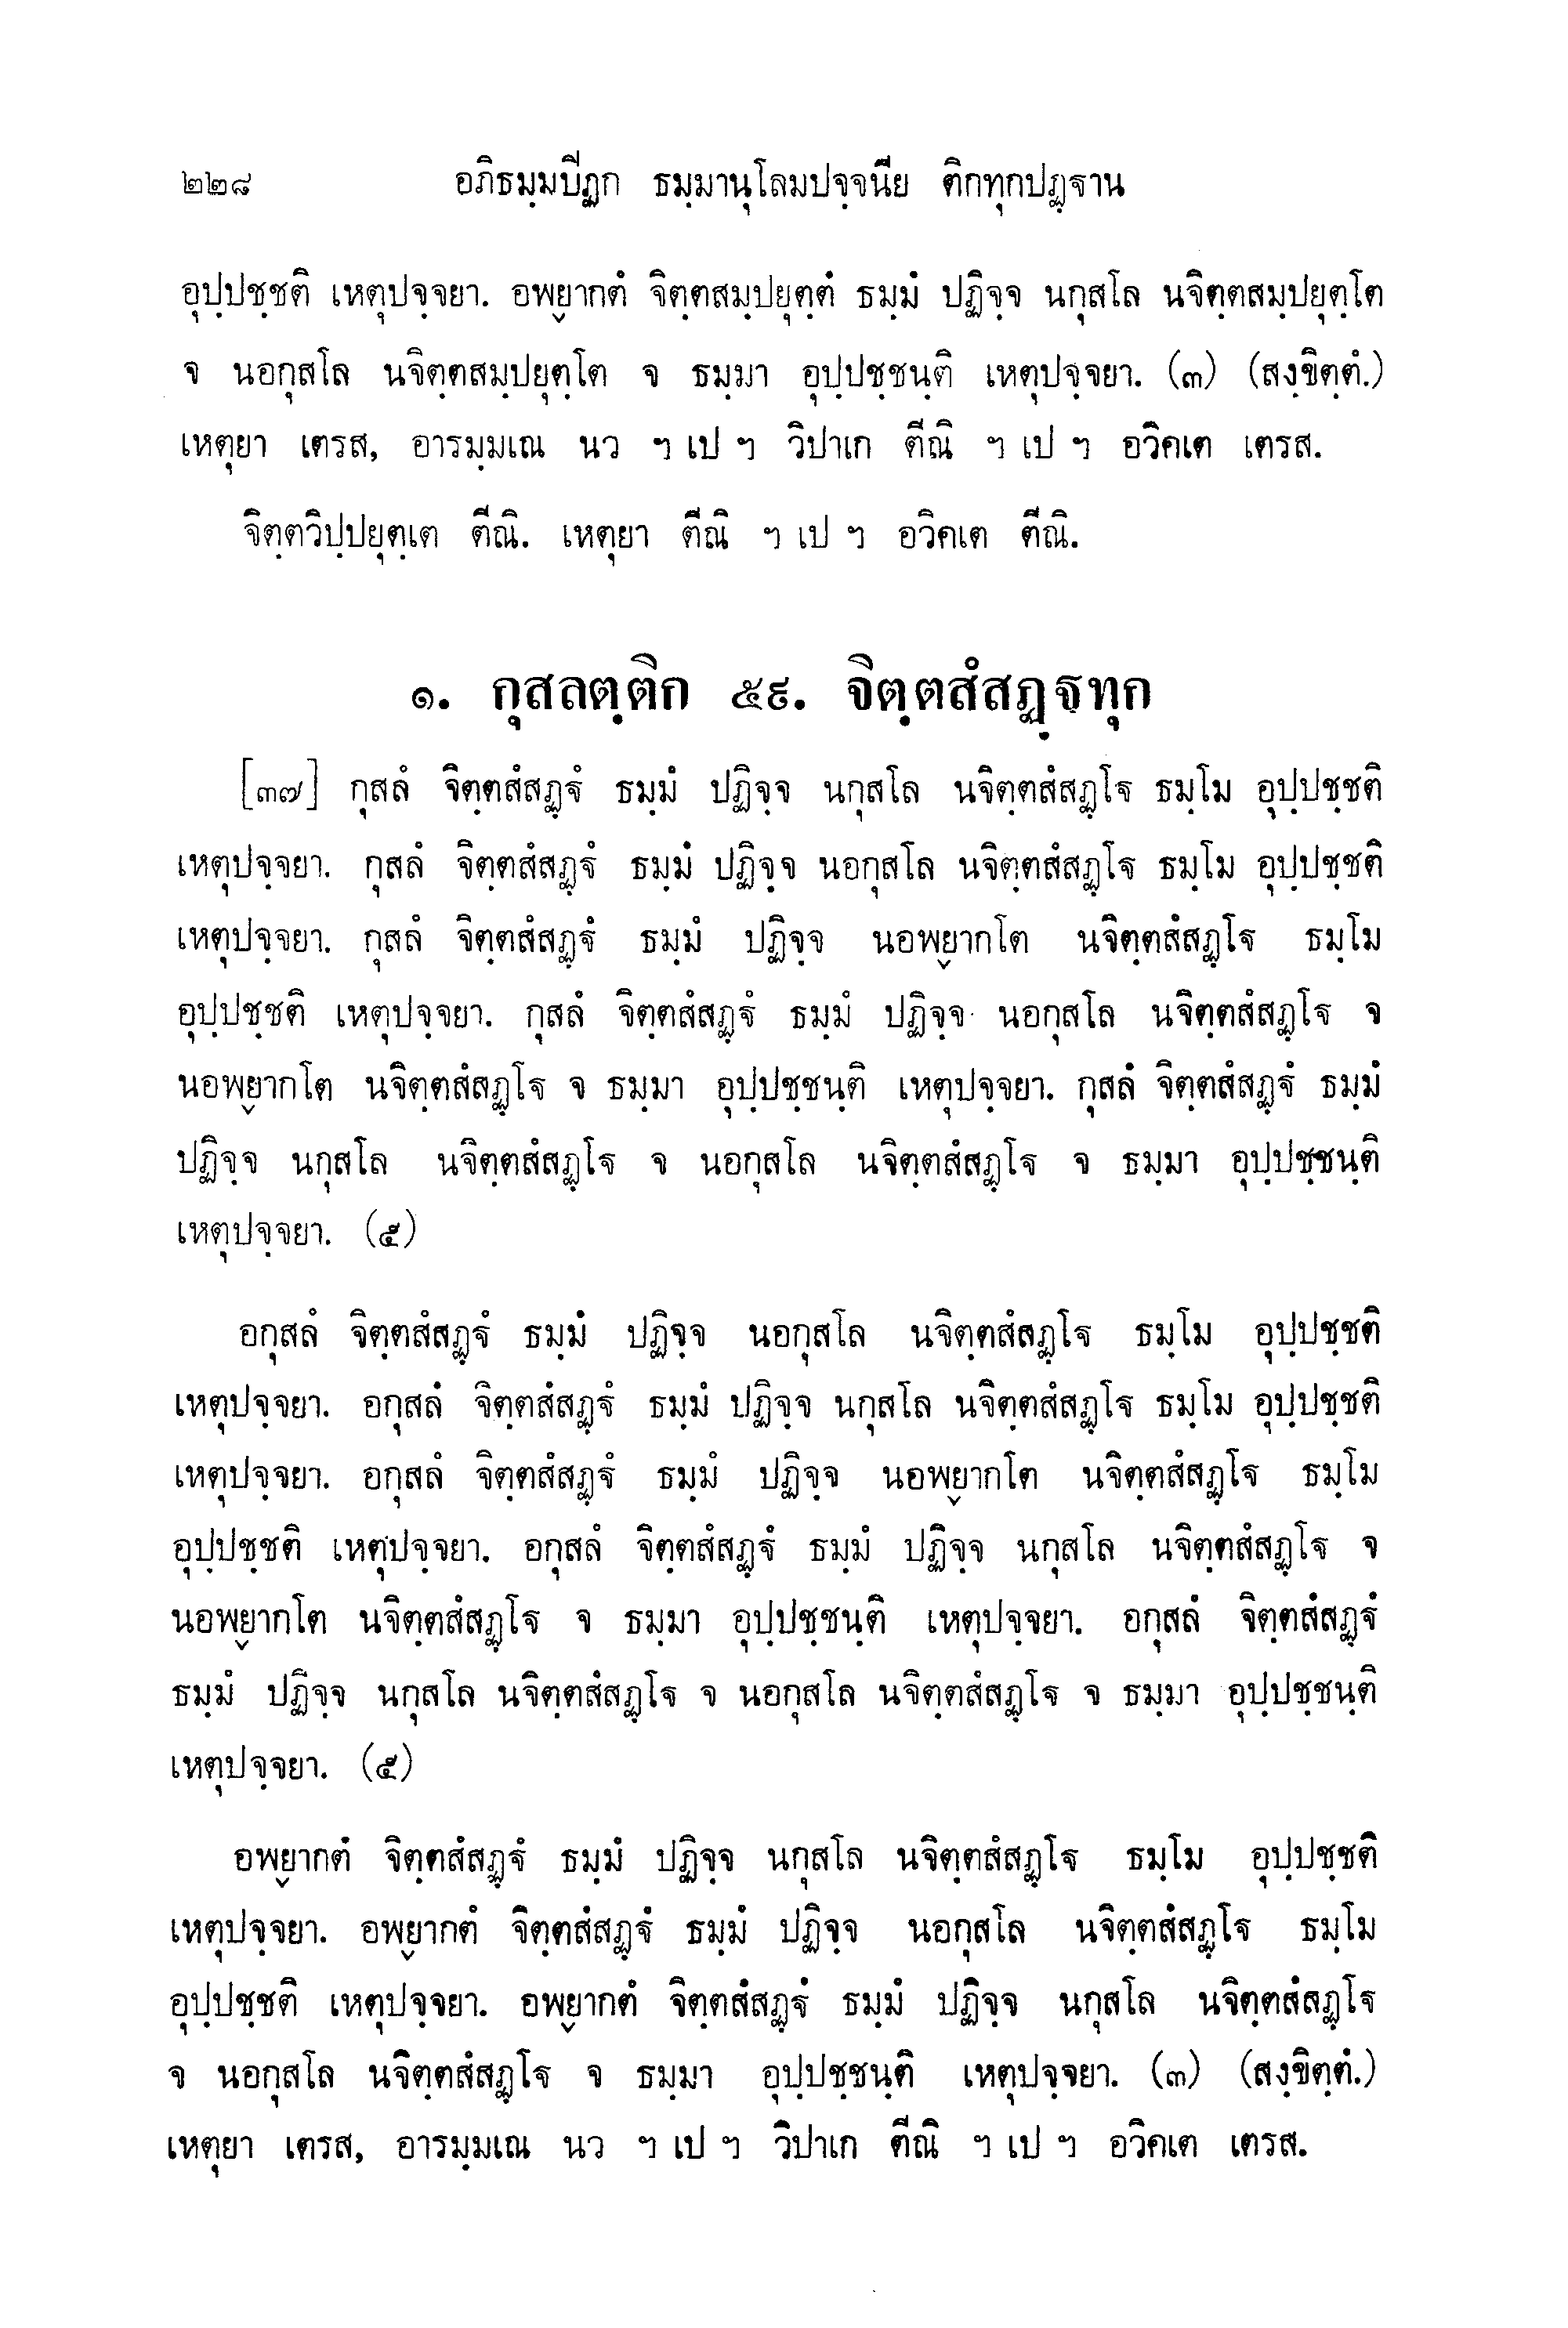 ๒๒๘ อภิธมฺมปีฏก ธมฺมานุโลมปจฺจนีย ติกทุกปฏฺฐาน
อุปฺปชฺชติ เหตุปจฺจยา. อพฺยากตํ จิตฺตสมฺปยุตฺตํ ธมฺมํ ปฏิจฺจ นกุสโล นจิตฺตสมฺปยุตฺโต
จ นอกุสโล นจิตฺตสมฺปยุตฺโต จ ธมฺมา อุปฺปชฺชนฺติ เหตุปจฺจยา. (๓) (สงฺขิตฺตํ.)
เหตุยา เตรส, อารมฺมเณ นว ฯ เป ฯ วิปาเก ตีณิ ฯ เป ฯ อวิคเต เตรส.
จิตฺตวิปฺปยุตฺเต ตีณิ. เหตุยา ตีณิ ฯ เป ฯ อวิคเต ตีณิ.
๑. กุสลตฺติก ๕๙. จิตฺตสํสฏฺฐทุก
[๓๗] กุสลํ จิตฺตสํสฏฺฐํ ธมฺมํ ปฏิจฺจ นกุสโล นจิตฺตสํสฏฺโฐ ธมฺโม อุปฺปชฺชติ
เหตุปจฺจยา. กุสลํ จิตฺตสํสฏฺฐํ ธมฺมํ ปฏิจฺจ นอกุสโล นจิตฺตสํสฏฺโฐ ธมฺโม อุปฺปชฺชติ
เหตุปจฺจยา. กุสลํ จิตฺตสํสฏฺฐํ ธมฺมํ ปฏิจฺจ นอพฺยากโต นจิตฺตสํสฏฺโฐ ธมฺโม
อุปฺปชฺชติ เหตุปจฺจยา. กุสลํ จิตฺตสํสฏฺฐํ ธมฺมํ ปฏิจฺจ นอกุสโล นจิตฺตสํสฏฺโฐ จ
นอพฺยากโต นจิตฺตสํสฏฺโฐ จ ธมฺมา อุปฺปชฺชนฺติ เหตุปจฺจยา. กุสลํ จิตฺตสํสฏฺฐํ ธมฺมํ
ปฏิจฺจ นกุสโล นจิตฺตสํสฏฺโฐ จ นอกุสโล นจิตฺตสํสฏฺโฐ จ ธมฺมา อุปฺปชฺชนฺติ
เหตุปจฺจยา. (๕)
อกุสลํ จิตฺตสํสฏฺฐํ ธมฺมํ ปฏิจฺจ นอกุสโล นจิตฺตสํสฏฺโฐ ธมฺโม อุปฺปชฺชติ
เหตุปจฺจยา. อกุสลํ จิตฺตสํสฏฺฐํ ธมฺมํ ปฏิจฺจ นกุสโล นจิตฺตสํสฏฺโฐ ธมฺโม อุปฺปชฺชติ
เหตุปจฺจยา. อกุสลํ จิตฺตสํสฏฺฐํ ธมฺมํ ปฏิจฺจ นอพฺยากโต นจิตฺตสํสฏฺโฐ ธมฺโม
อุปฺปชฺชติ เหตุปจฺจยา. อกุสลํ จิตฺตสํสฏฺฐํ ธมฺมํ ปฏิจฺจ นกุสโล นจิตฺตสํสฏฺโฐ จ
นอพฺยากโต นจิตฺตสํสฏฺโฐ จ ธมฺมา อุปฺปชฺชนฺติ เหตุปจฺจยา. อกุสลํ จิตฺตสํสฏฺฐํ
ธมฺมํ ปฏิจฺจ นกุสโล นจิตฺตสํสฏฺโฐ จ นอกุสโล นจิตฺตสํสฏฺโฐ จ ธมฺมา อุปฺปชฺชนฺติ
เหตุปจฺจยา. (๕)
อพฺยากตํ จิตฺตสํสฏฺฐํ ธมฺมํ ปฏิจฺจ นกุสโล นจิตฺตสํสฏฺโฐ ธมฺโม อุปฺปชฺชติ
เหตุปจฺจยา. อพฺยากตํ จิตฺตสํสฏฺฐํ ธมฺมํ ปฏิจฺจ นอกุสโล นจิตฺตสํสฏฺโฐ ธมฺโม
อุปฺปชฺชติ เหตุปจฺจยา. อพฺยากตํ จิตฺตสํสฏฺฐํ ธมฺมํ ปฏิจฺจ นกุสโล นจิตฺตสํสฏฺโฐ
จ นอกุสโล นจิตฺตสํสฏฺโฐ จ ธมฺมา อุปฺปชฺชนฺติ เหตุปจฺจยา. (๓) (สงฺขิตฺตํ.)
เหตุยา เตรส, อารมฺมเณ นว ฯ เป ฯ วิปาเก ตีณิ ฯ เป ฯ อวิคเต เตรส.